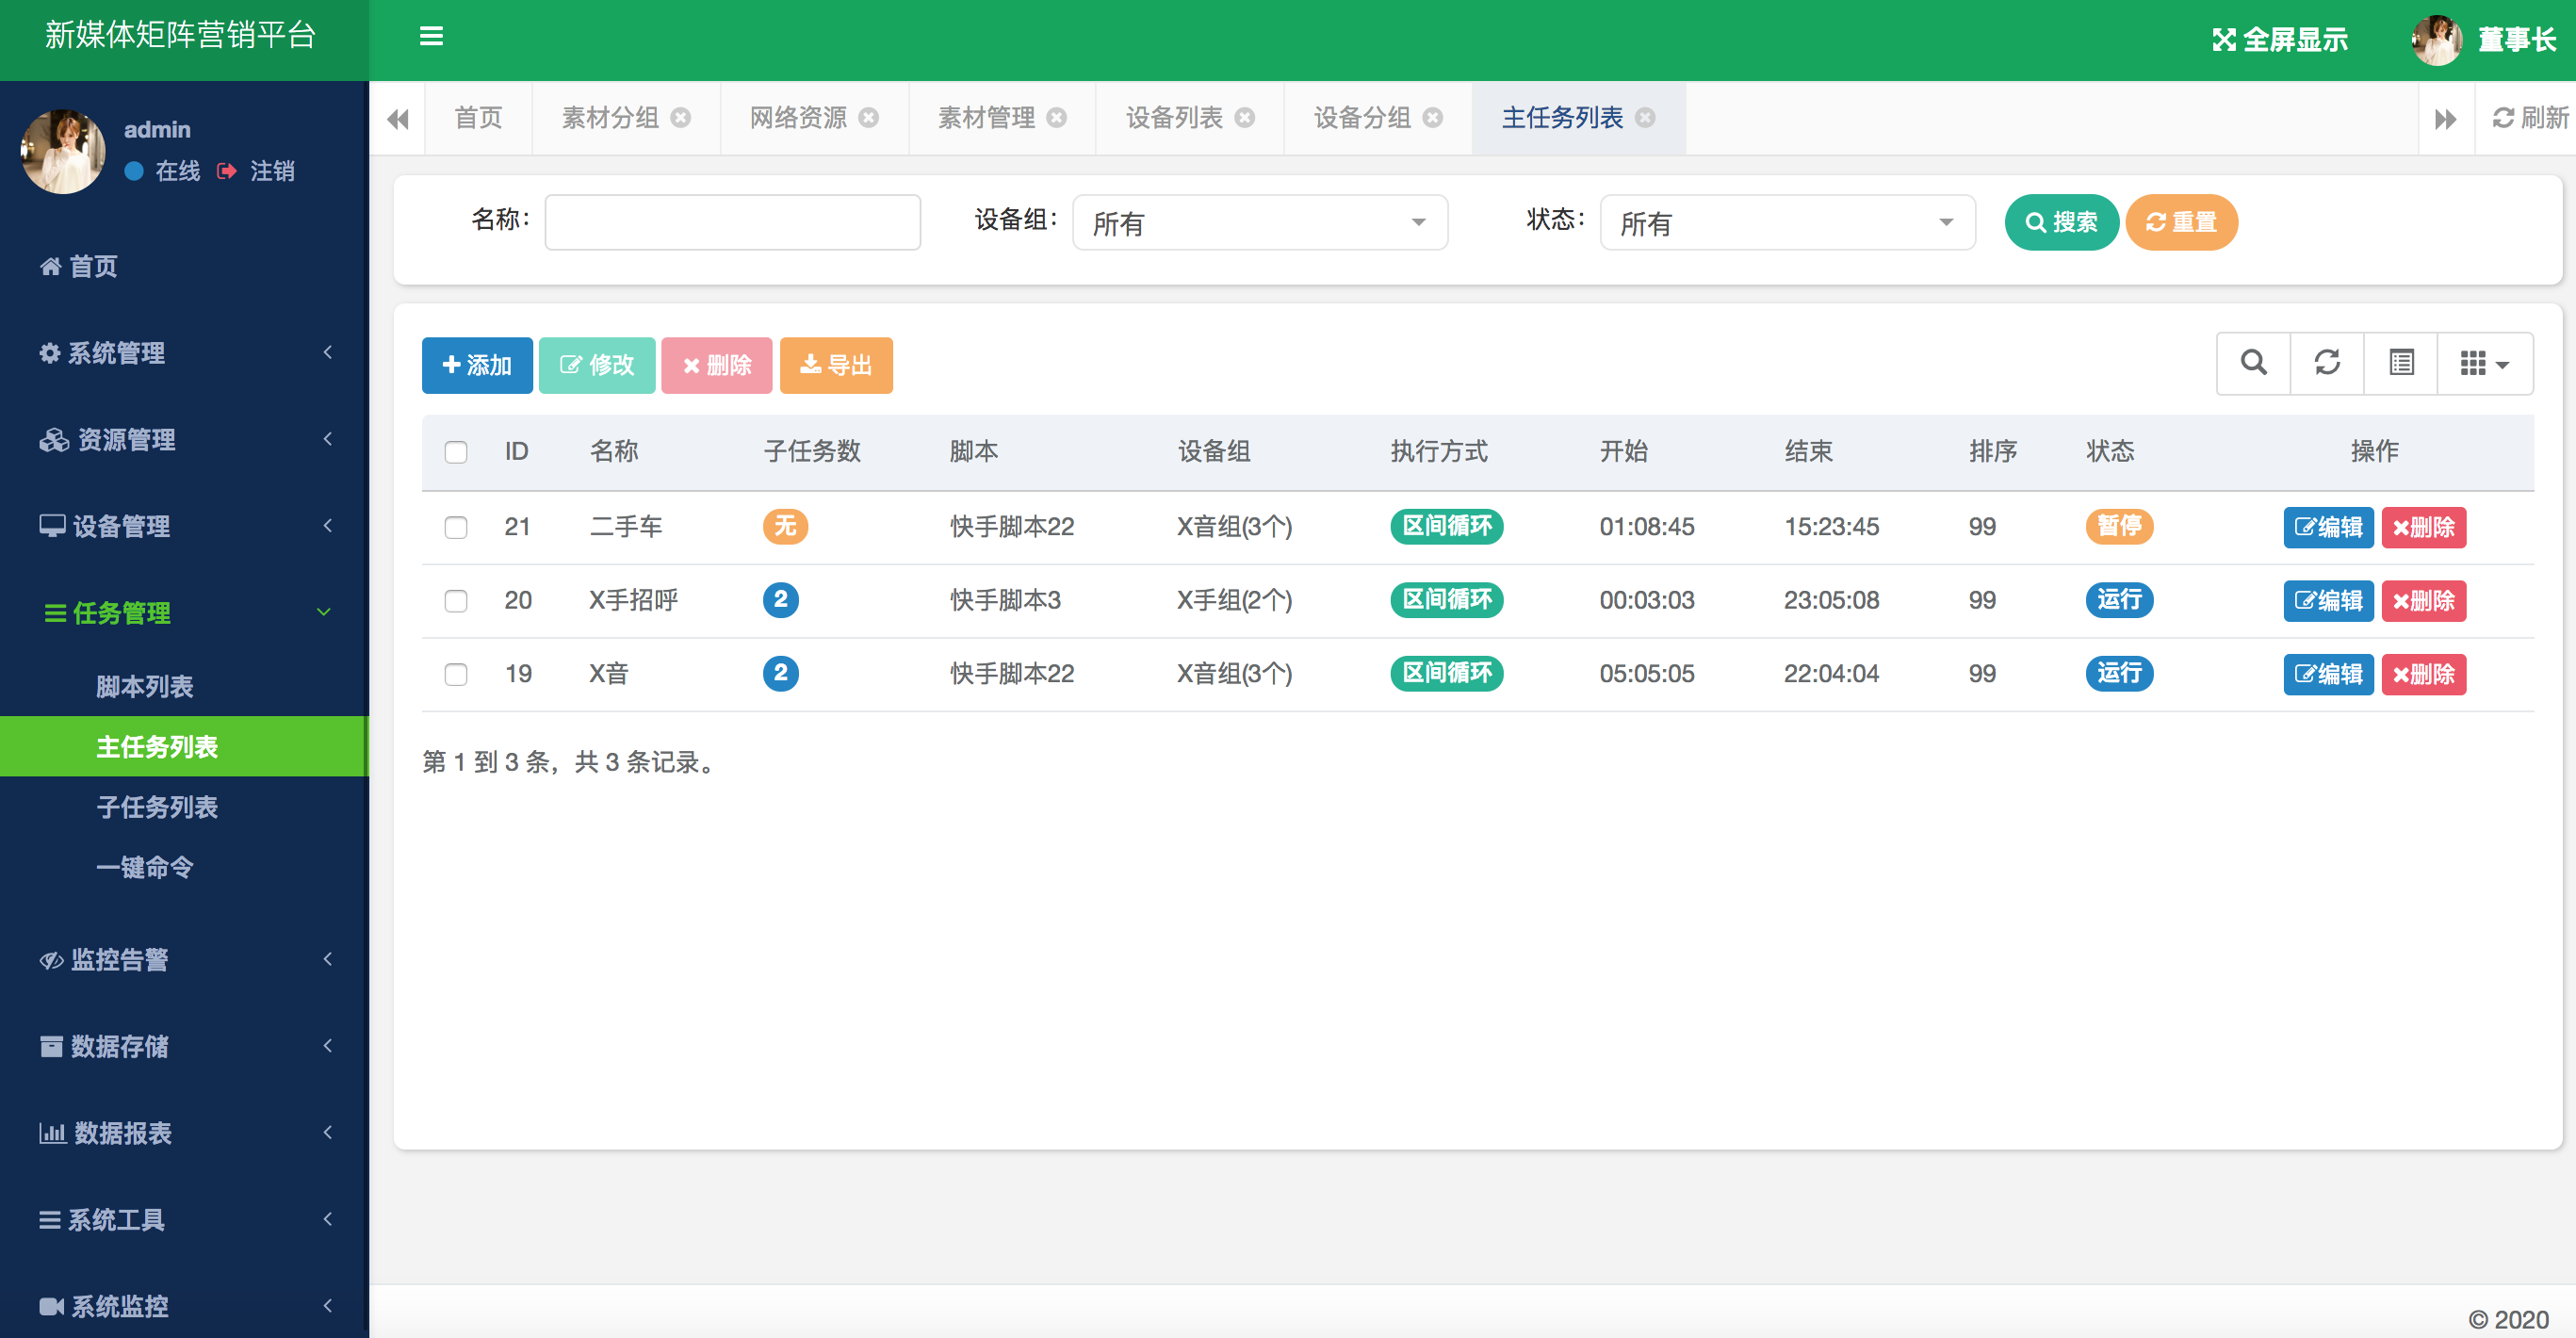 新媒体矩阵营销平台
全屏显示 董事长
admin
在线 注销
首页
系统管理
资源管理
设备管理
任务管理
脚本列表
主任务列表
子任务列表
一键命令
监控告警
数据存储
数据报表
系统工具
系统监控
首页 素材分组 网络资源 素材管理 设备列表 设备分组 主任务列表 刷新
名称： 设备组： 所有 状态： 所有 搜索 重置
添加 修改 删除 导出
ID 名称 子任务数 脚本 设备组 执行方式 开始 结束 排序 状态 操作
21 二手车 无 快手脚本22 X音组(3个) 区间循环 01:08:45 15:23:45 99 暂停 编辑 删除
20 X手招呼 2 快手脚本3 X手组(2个) 区间循环 00:03:03 23:05:08 99 运行 编辑 删除
19 X音 2 快手脚本22 X音组(3个) 区间循环 05:05:05 22:04:04 99 运行 编辑 删除
第 1 到 3 条，共 3 条记录。
© 2020